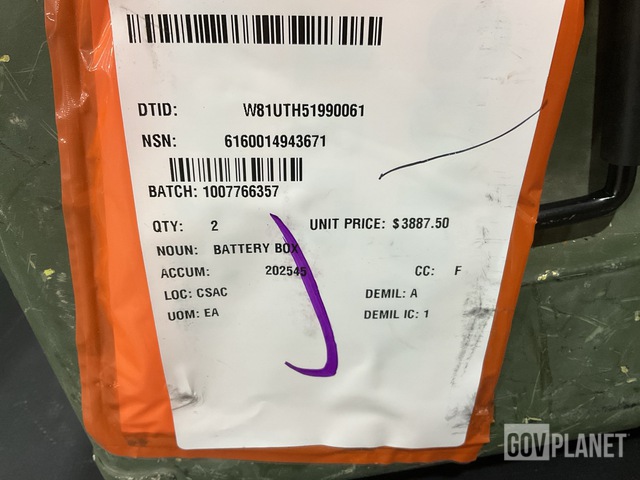 DTID: W81UTH51990061
NSN: 6160014943671
BATCH: 1007766357
QTY: 2 UNIT PRICE: $3887.50
NOUN: BATTERY BOX
ACCUM: 202545 CC: F
LOC: CSAC DEMIL: A
UOM: EA DEMIL IC: 1
GOVPLANET